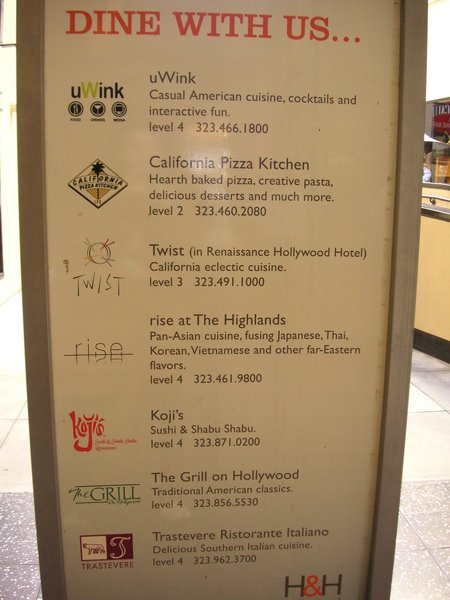 DINE WITH US...
uWink
FOOD DRINKS MEDIA
uWink
Casual American cuisine, cocktails and
interactive fun.
level 4 323.466.1800
CALIFORNIA
PIZZA KITCHEN
California Pizza Kitchen
Hearth baked pizza, creative pasta,
delicious desserts and much more.
Level 2 323.460.2080
TWIST
Twist (in Renaissance Hollywood Hotel)
California eclectic cuisine.
level 3 323.491.1000
rise
rise at The Highlands
Pan-Asian cuisine, fusing Japanese, Thai,
Korean, Vietnamese and other far-Eastern
flavors.
level 4 323.461.9800
Koji's
Sushi & Shabu Shabu
Restaurant
Koji's
Sushi & Shabu Shabu.
level 4 323.871.0200
The GRILL
On Hollywood
The Grill on Hollywood
Traditional American classics.
level 4 323.856.5530
T
TRASTEVERE
Trastevere Ristorante Italiano
Delicious Southern Italian cuisine.
level 4 323.962.3700
H&H